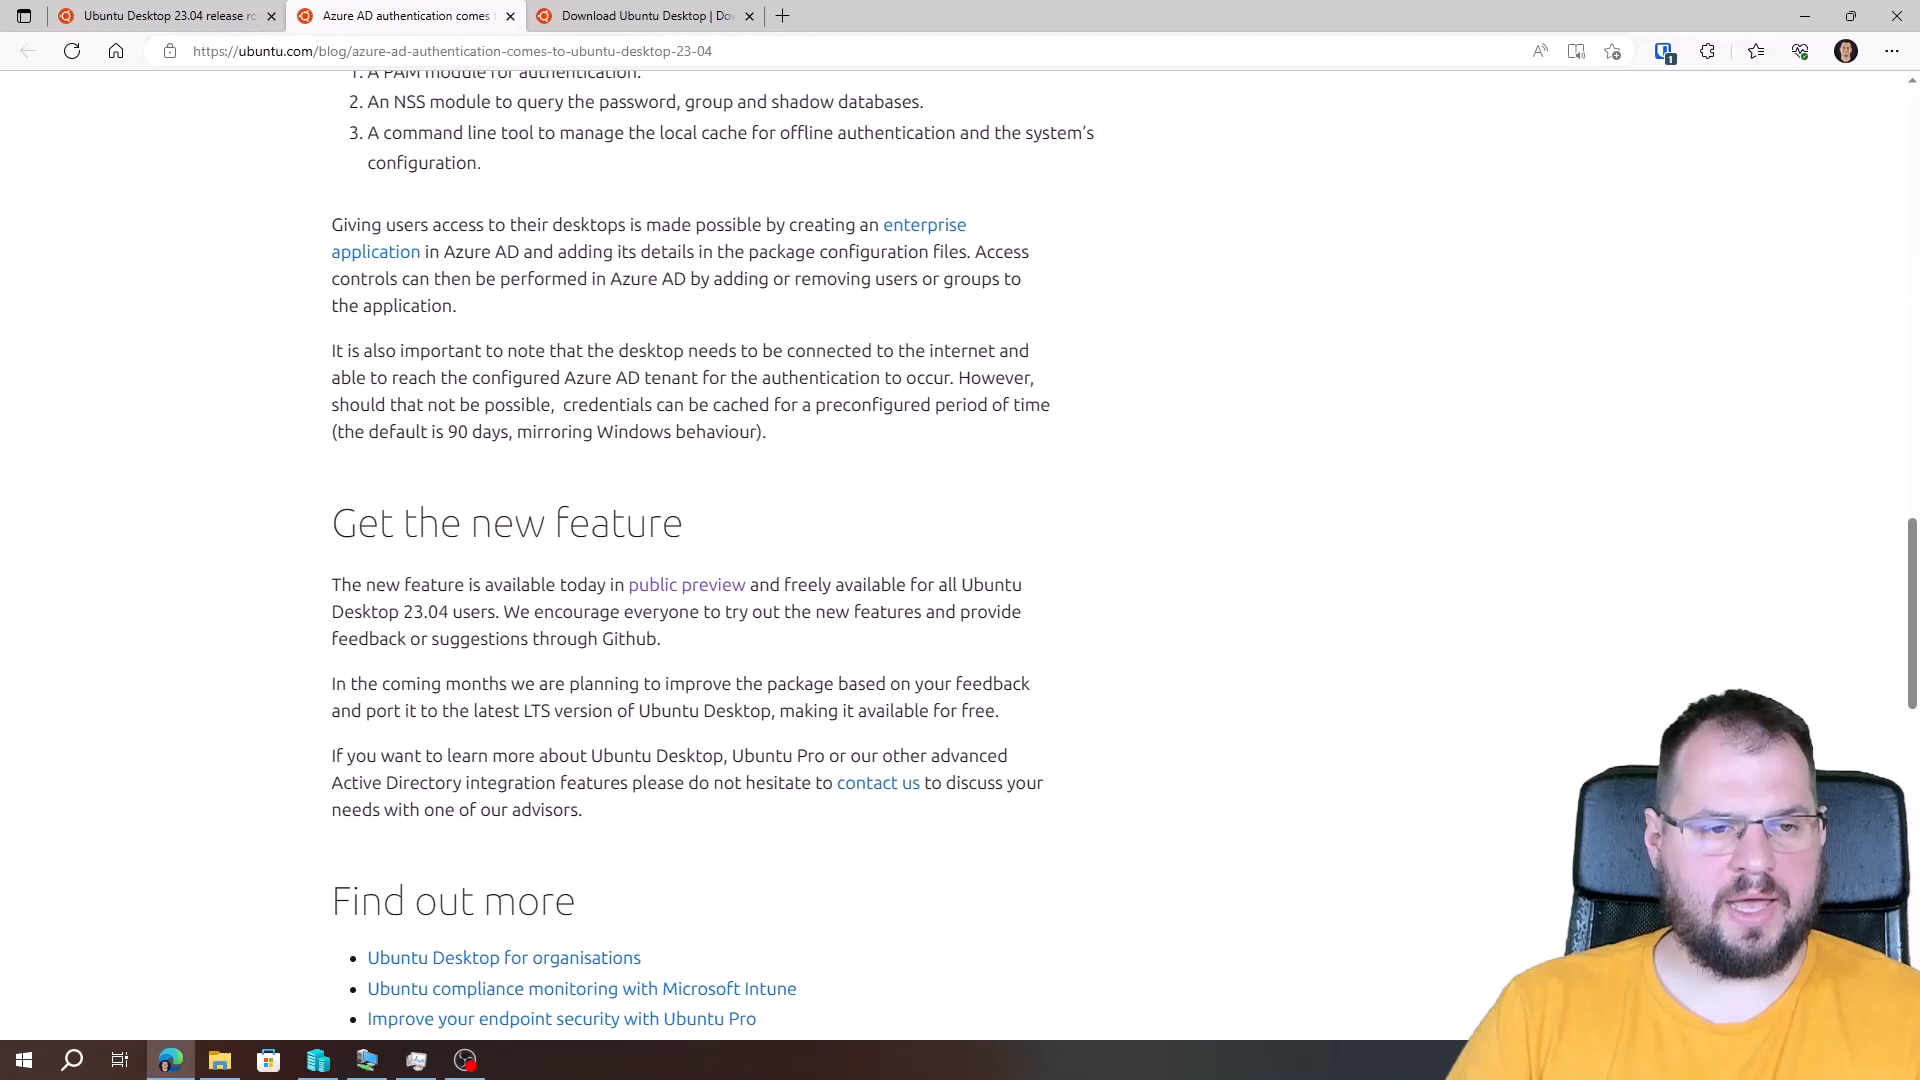 Ubuntu Desktop 23.04 release ro
Azure AD authentication comes
Download Ubuntu Desktop | Do
https://ubuntu.com/blog/azure-ad-authentication-comes-to-ubuntu-desktop-23-04
1
1. A PAM module for authentication.
2. An NSS module to query the password, group and shadow databases.
3. A command line tool to manage the local cache for offline authentication and the system’s
configuration.
Giving users access to their desktops is made possible by creating an enterprise
application in Azure AD and adding its details in the package configuration files. Access
controls can then be performed in Azure AD by adding or removing users or groups to
the application.
It is also important to note that the desktop needs to be connected to the internet and
able to reach the configured Azure AD tenant for the authentication to occur. However,
should that not be possible,  credentials can be cached for a preconfigured period of time
(the default is 90 days, mirroring Windows behaviour).
Get the new feature
The new feature is available today in public preview and freely available for all Ubuntu
Desktop 23.04 users. We encourage everyone to try out the new features and provide
feedback or suggestions through Github.
In the coming months we are planning to improve the package based on your feedback
and port it to the latest LTS version of Ubuntu Desktop, making it available for free.
If you want to learn more about Ubuntu Desktop, Ubuntu Pro or our other advanced
Active Directory integration features please do not hesitate to contact us to discuss your
needs with one of our advisors.
Find out more
• Ubuntu Desktop for organisations
• Ubuntu compliance monitoring with Microsoft Intune
• Improve your endpoint security with Ubuntu Pro